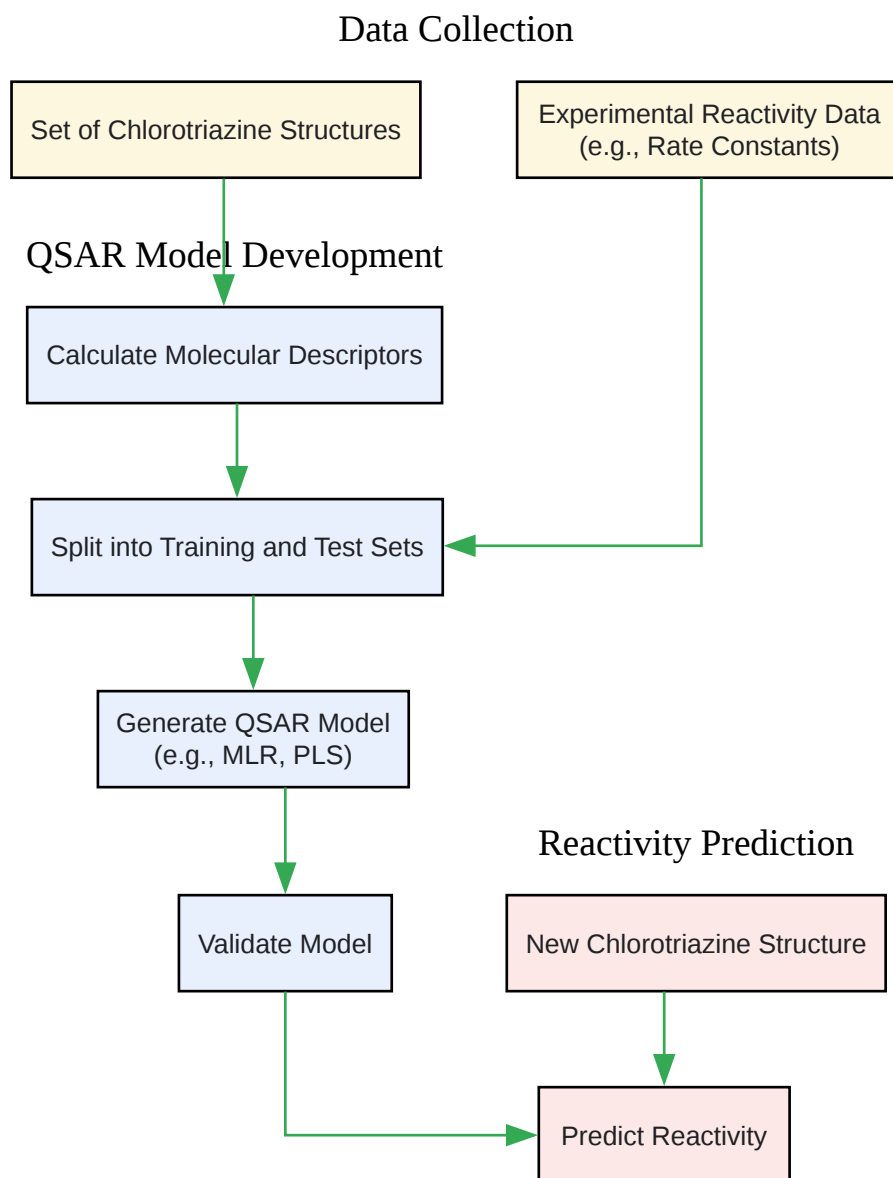 Data Collection
Set of Chlorotriazine Structures
Experimental Reactivity Data
(e.g., Rate Constants)
QSAR Model Development
Calculate Molecular Descriptors
Split into Training and Test Sets
Generate QSAR Model
(e.g., MLR, PLS)
Reactivity Prediction
Validate Model
New Chlorotriazine Structure
Predict Reactivity